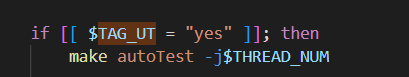 if [[ $TAG_UT = "yes" ]]; then
make autoTest -j$THREAD_NUM